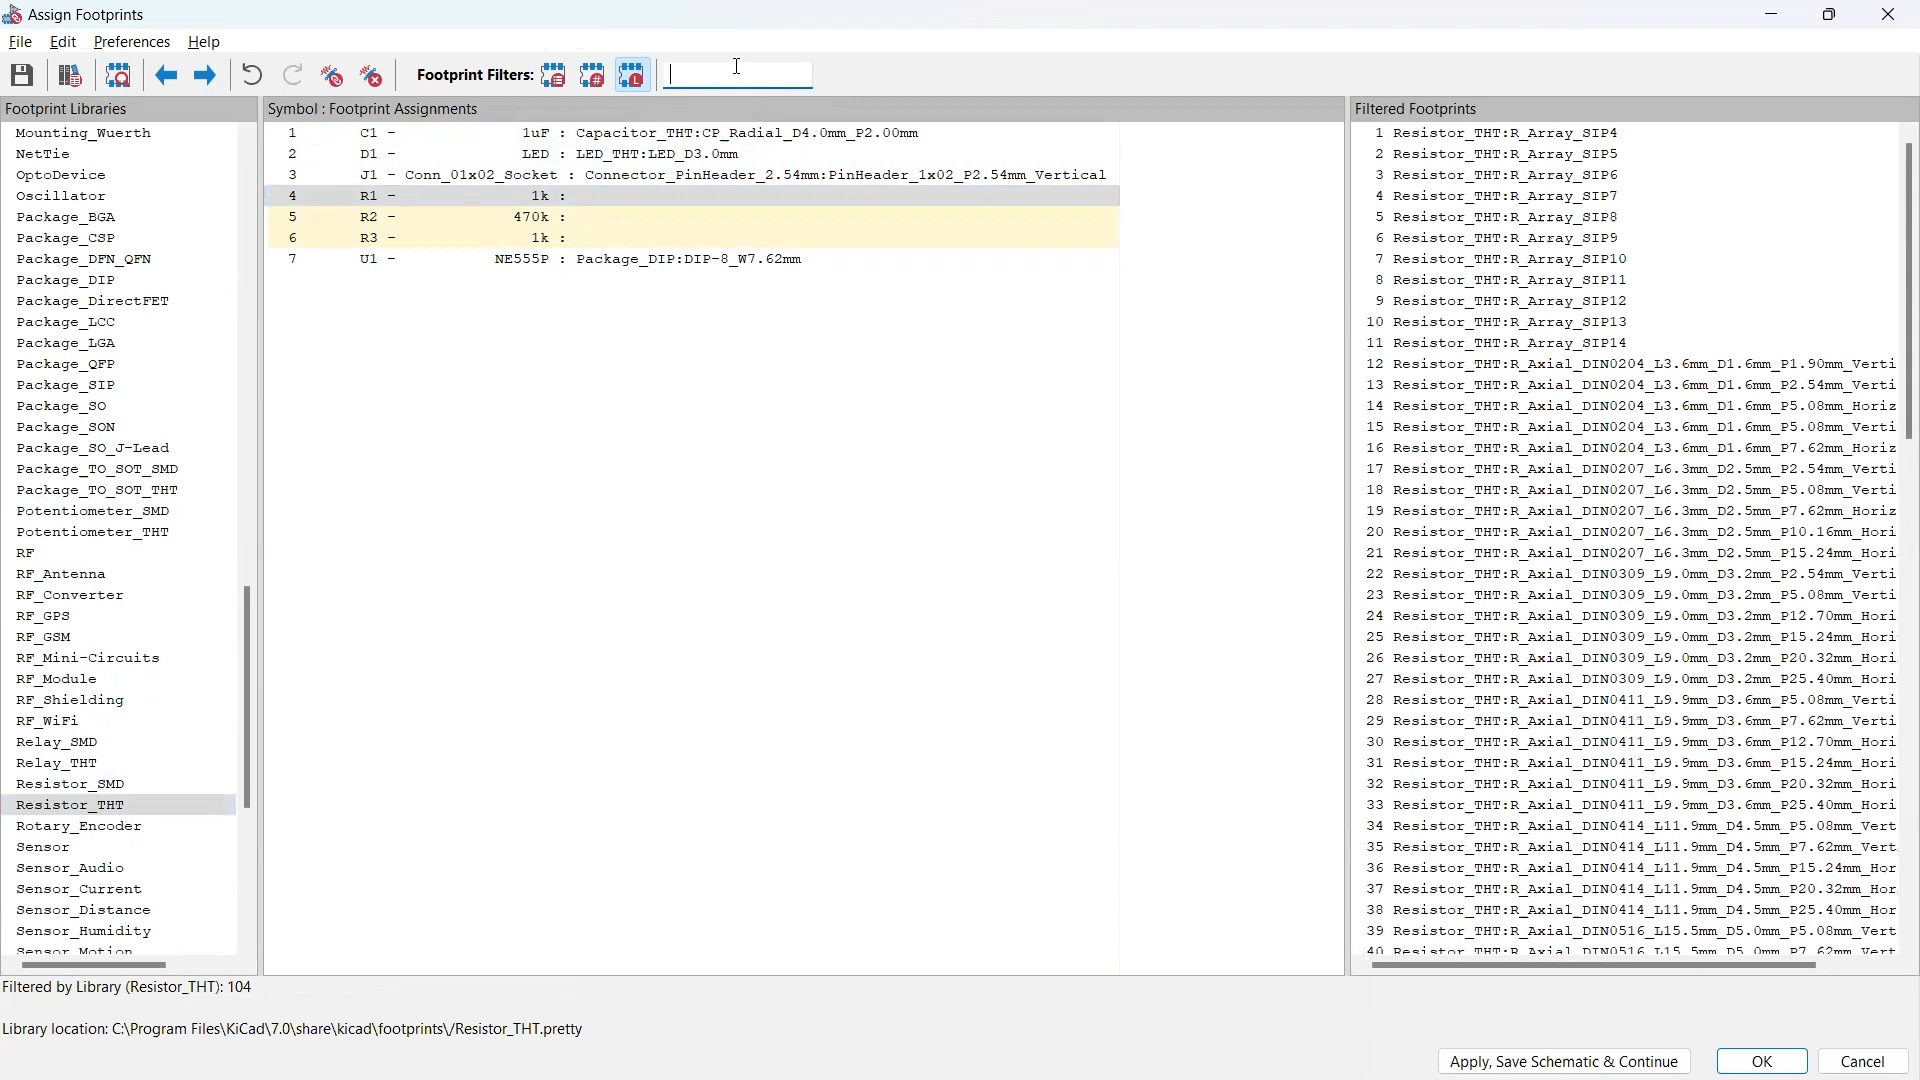 Assign Footprints
File Edit Preferences Help
Footprint Filters:
Footprint Libraries
Mounting_Wuerth
NetTie
OptoDevice
Oscillator
Package_BGA
Package_CSP
Package_DFN_QFN
Package_DIP
Package_DirectFET
Package_LCC
Package_LGA
Package_QFP
Package_SIP
Package_SO
Package_SON
Package_SO_J-Lead
Package_TO_SOT_SMD
Package_TO_SOT_THT
Potentiometer_SMD
Potentiometer_THT
RF
RF_Antenna
RF_Converter
RF_GPS
RF_GSM
RF_Mini-Circuits
RF_Module
RF_Shielding
RF_WiFi
Relay_SMD
Relay_THT
Resistor_SMD
Resistor_THT
Rotary_Encoder
Sensor
Sensor_Audio
Sensor_Current
Sensor_Distance
Sensor_Humidity
Sensor_Motion
Symbol : Footprint Assignments
1 C1 - 1uF : Capacitor_THT:CP_Radial_D4.0mm_P2.00mm
2 D1 - LED : LED_THT:LED_D3.0mm
3 J1 - Conn_01x02_Socket : Connector_PinHeader_2.54mm:PinHeader_1x02_P2.54mm_Vertical
4 R1 - 1k :
5 R2 - 470k :
6 R3 - 1k :
7 U1 - NE555P : Package_DIP:DIP-8_W7.62mm
Filtered Footprints
1 Resistor_THT:R_Array_SIP4
2 Resistor_THT:R_Array_SIP5
3 Resistor_THT:R_Array_SIP6
4 Resistor_THT:R_Array_SIP7
5 Resistor_THT:R_Array_SIP8
6 Resistor_THT:R_Array_SIP9
7 Resistor_THT:R_Array_SIP10
8 Resistor_THT:R_Array_SIP11
9 Resistor_THT:R_Array_SIP12
10 Resistor_THT:R_Array_SIP13
11 Resistor_THT:R_Array_SIP14
12 Resistor_THT:R_Axial_DIN0204_L3.6mm_D1.6mm_P1.90mm_Verti
13 Resistor_THT:R_Axial_DIN0204_L3.6mm_D1.6mm_P2.54mm_Verti
14 Resistor_THT:R_Axial_DIN0204_L3.6mm_D1.6mm_P5.08mm_Horiz
15 Resistor_THT:R_Axial_DIN0204_L3.6mm_D1.6mm_P5.08mm_Verti
16 Resistor_THT:R_Axial_DIN0204_L3.6mm_D1.6mm_P7.62mm_Horiz
17 Resistor_THT:R_Axial_DIN0207_L6.3mm_D2.5mm_P2.54mm_Verti
18 Resistor_THT:R_Axial_DIN0207_L6.3mm_D2.5mm_P5.08mm_Verti
19 Resistor_THT:R_Axial_DIN0207_L6.3mm_D2.5mm_P7.62mm_Horiz
20 Resistor_THT:R_Axial_DIN0207_L6.3mm_D2.5mm_P10.16mm_Hori
21 Resistor_THT:R_Axial_DIN0207_L6.3mm_D2.5mm_P15.24mm_Hori
22 Resistor_THT:R_Axial_DIN0309_L9.0mm_D3.2mm_P2.54mm_Verti
23 Resistor_THT:R_Axial_DIN0309_L9.0mm_D3.2mm_P5.08mm_Verti
24 Resistor_THT:R_Axial_DIN0309_L9.0mm_D3.2mm_P12.70mm_Hori
25 Resistor_THT:R_Axial_DIN0309_L9.0mm_D3.2mm_P15.24mm_Hori
26 Resistor_THT:R_Axial_DIN0309_L9.0mm_D3.2mm_P20.32mm_Hori
27 Resistor_THT:R_Axial_DIN0309_L9.0mm_D3.2mm_P25.40mm_Hori
28 Resistor_THT:R_Axial_DIN0411_L9.9mm_D3.6mm_P5.08mm_Verti
29 Resistor_THT:R_Axial_DIN0411_L9.9mm_D3.6mm_P7.62mm_Verti
30 Resistor_THT:R_Axial_DIN0411_L9.9mm_D3.6mm_P12.70mm_Hori
31 Resistor_THT:R_Axial_DIN0411_L9.9mm_D3.6mm_P15.24mm_Hori
32 Resistor_THT:R_Axial_DIN0411_L9.9mm_D3.6mm_P20.32mm_Hori
33 Resistor_THT:R_Axial_DIN0411_L9.9mm_D3.6mm_P25.40mm_Hori
34 Resistor_THT:R_Axial_DIN0414_L11.9mm_D4.5mm_P5.08mm_Vert
35 Resistor_THT:R_Axial_DIN0414_L11.9mm_D4.5mm_P7.62mm_Vert
36 Resistor_THT:R_Axial_DIN0414_L11.9mm_D4.5mm_P15.24mm_Hor
37 Resistor_THT:R_Axial_DIN0414_L11.9mm_D4.5mm_P20.32mm_Hor
38 Resistor_THT:R_Axial_DIN0414_L11.9mm_D4.5mm_P25.40mm_Hor
39 Resistor_THT:R_Axial_DIN0516_L15.5mm_D5.0mm_P5.08mm_Vert
40 Resistor_THT:R_Axial_DIN0516_L15.5mm_D5.0mm_P7.62mm_Vert
Filtered by Library (Resistor_THT): 104
Library location: C:\Program Files\KiCad\7.0\share\kicad\footprints\/Resistor_THT.pretty
Apply, Save Schematic & Continue OK Cancel